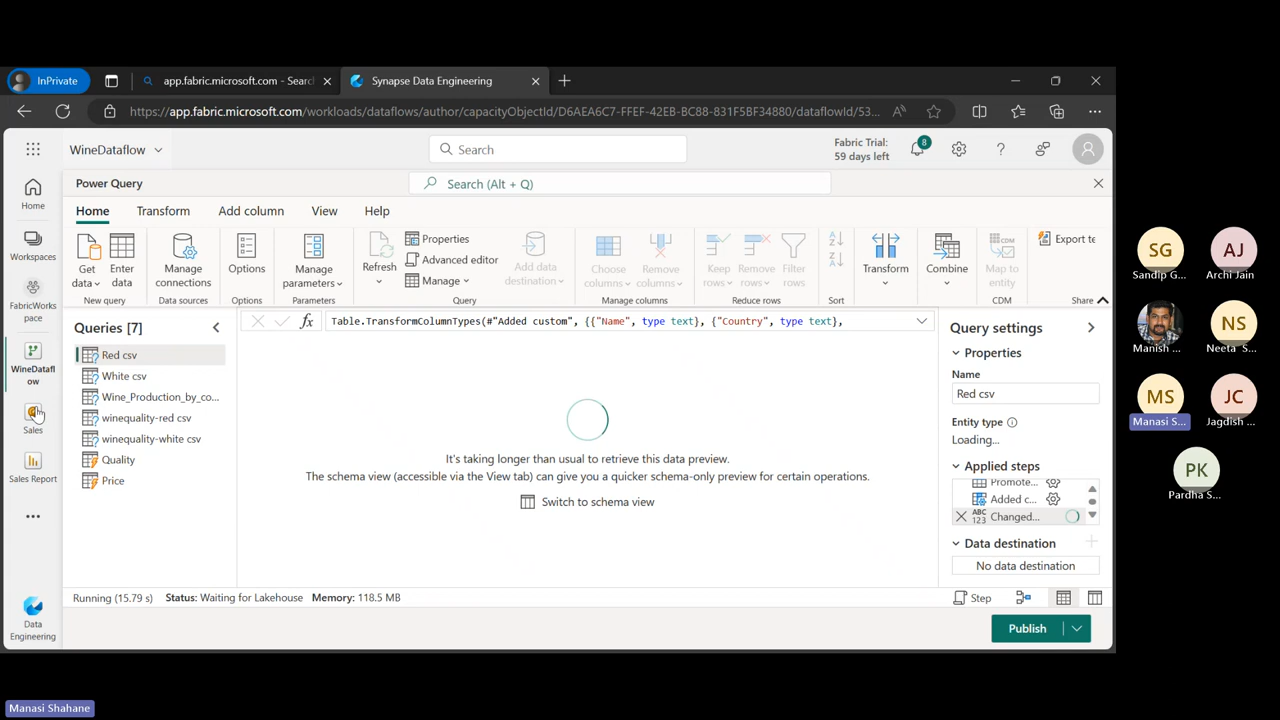 InPrivate
app.fabric.microsoft.com - Searc
Synapse Data Engineering
https://app.fabric.microsoft.com/workloads/dataflows/author/capacityObjectId/D6AEA6C7-FFEF-42EB-BC88-831F5BF34880/dataflowId/53...
WineDataflow
Search
Fabric Trial:
59 days left
8
Power Query
Search (Alt + Q)
Home
Transform
Add column
View
Help
Get data
Enter data
Manage connections
Options
Manage parameters
Refresh
Properties
Advanced editor
Manage
Add data destination
Choose columns
Remove columns
Keep rows
Remove rows
Filter rows
Transform
Combine
CDM
Map to entity
Export te
New query
Data sources
Options
Parameters
Query
Manage columns
Reduce rows
Sort
CDM
Share
Home
Workspaces
FabricWorks
pace
WineDatafl
ow
Sales
Sales Report
Data
Engineering
Queries [7]
Red csv
White csv
Wine_Production_by_co...
winequality-red csv
winequality-white csv
Quality
Price
fx
Table.TransformColumnTypes(#"Added custom", {{"Name", type text}, {"Country", type text},
It's taking longer than usual to retrieve this data preview.
The schema view (accessible via the View tab) can give you a quicker schema-only preview for certain operations.
Switch to schema view
Query settings
Properties
Name
Red csv
Entity type
Loading...
Applied steps
Promote...
Added c...
ABC
123
Changed...
Data destination
No data destination
Running (15.79 s)
Status: Waiting for Lakehouse
Memory: 118.5 MB
Step
Publish
SG
Sandip G...
AJ
Archi Jain
Manish ...
NS
Neeta S...
MS
Manasi S...
JC
Jagdish ...
PK
Pardha S...
Manasi Shahane